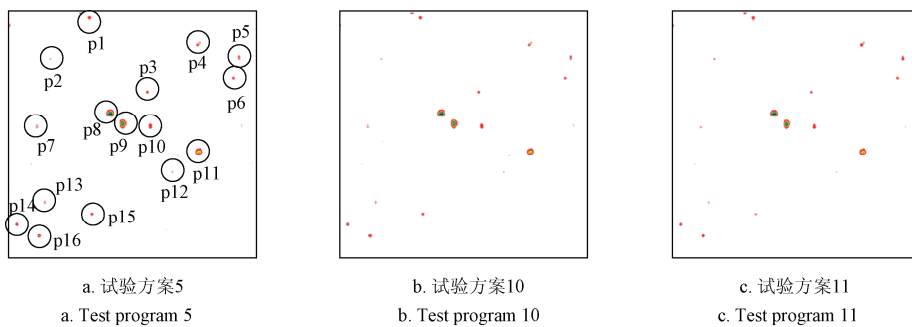 p1
p2
p3
p4
p5
p6
p7
p8
p9
p10
p11
p12
p13
p14
p15
p16
a. 试验方案5
a. Test program 5
b. 试验方案10
b. Test program 10
c. 试验方案11
c. Test program 11